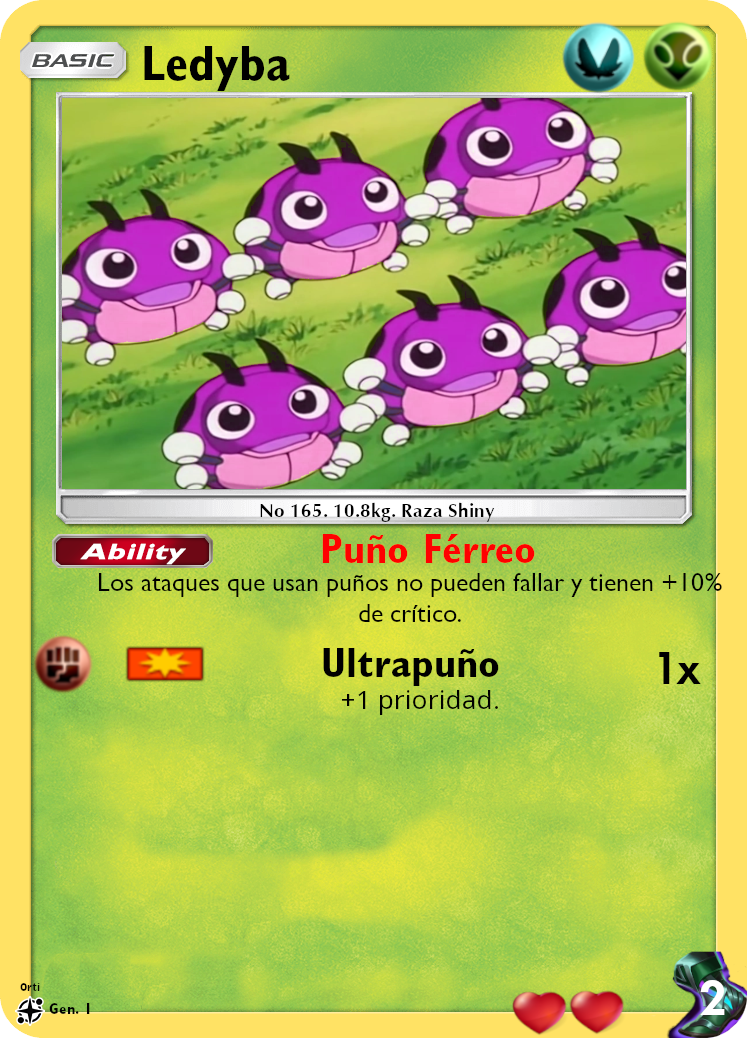 BASIC Ledyba
No 165. 10.8kg. Raza Shiny
Ability Puño Férreo
Los ataques que usan puños no pueden fallar y tienen +10%
de crítico.
Ultrapuño 1x
+1 prioridad.
Orti
Gen. 1
2